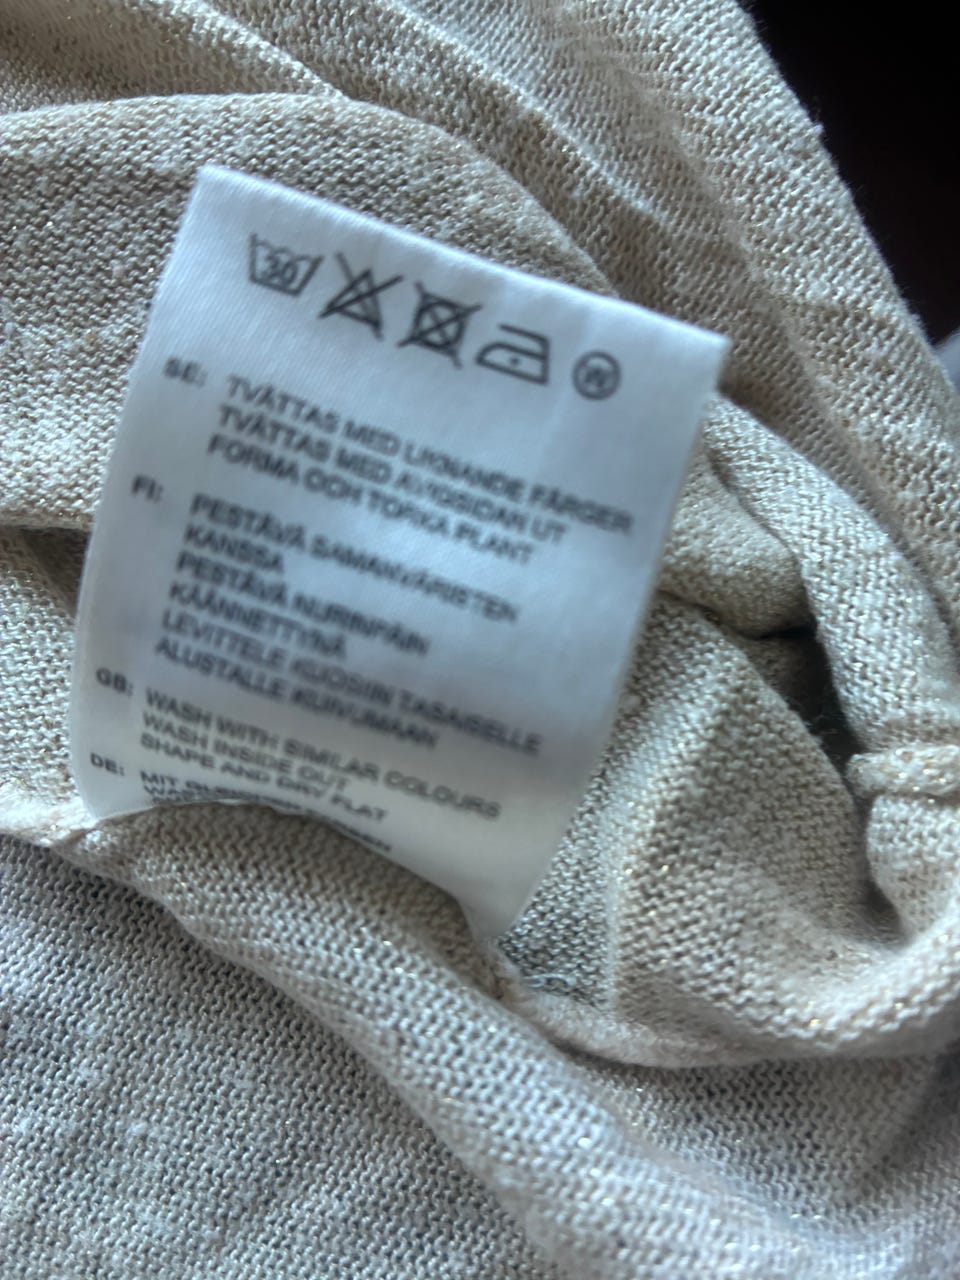 30
W
SE: TVÄTTAS MED LIKNANDE FÄRGER
TVÄTTAS MED AVIGSIDAN UT
FORMA OCH TORKA PLANT
FI: PESTÄVÄ SAMANVÄRISTEN
KANSSA
PESTÄVÄ NURINPÄIN
KÄÄNNETTYNÄ
LEVITTELE KUOSIIN TASAISELLE
ALUSTALLE KUIVUMAAN
GB: WASH WITH SIMILAR COLOURS
WASH INSIDE OUT
SHAPE AND DRY FLAT
DE: MIT